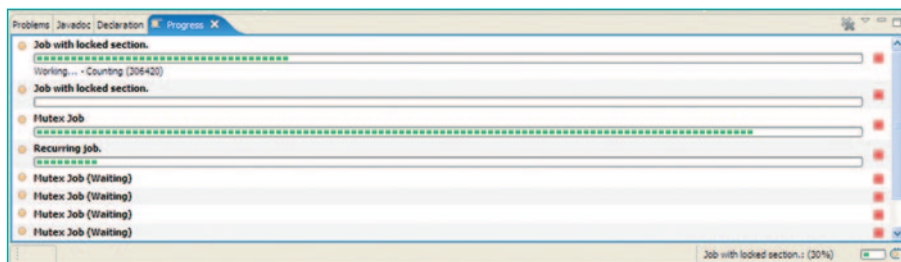 Problems Javadoc Declaration Progress
Job with locked section.
Working... - Counting (306420)
Job with locked section.
Mutex Job
Recurring job.
Mutex Job (Waiting)
Mutex Job (Waiting)
Mutex Job (Waiting)
Mutex Job (Waiting)
Job with locked section.: (30%)